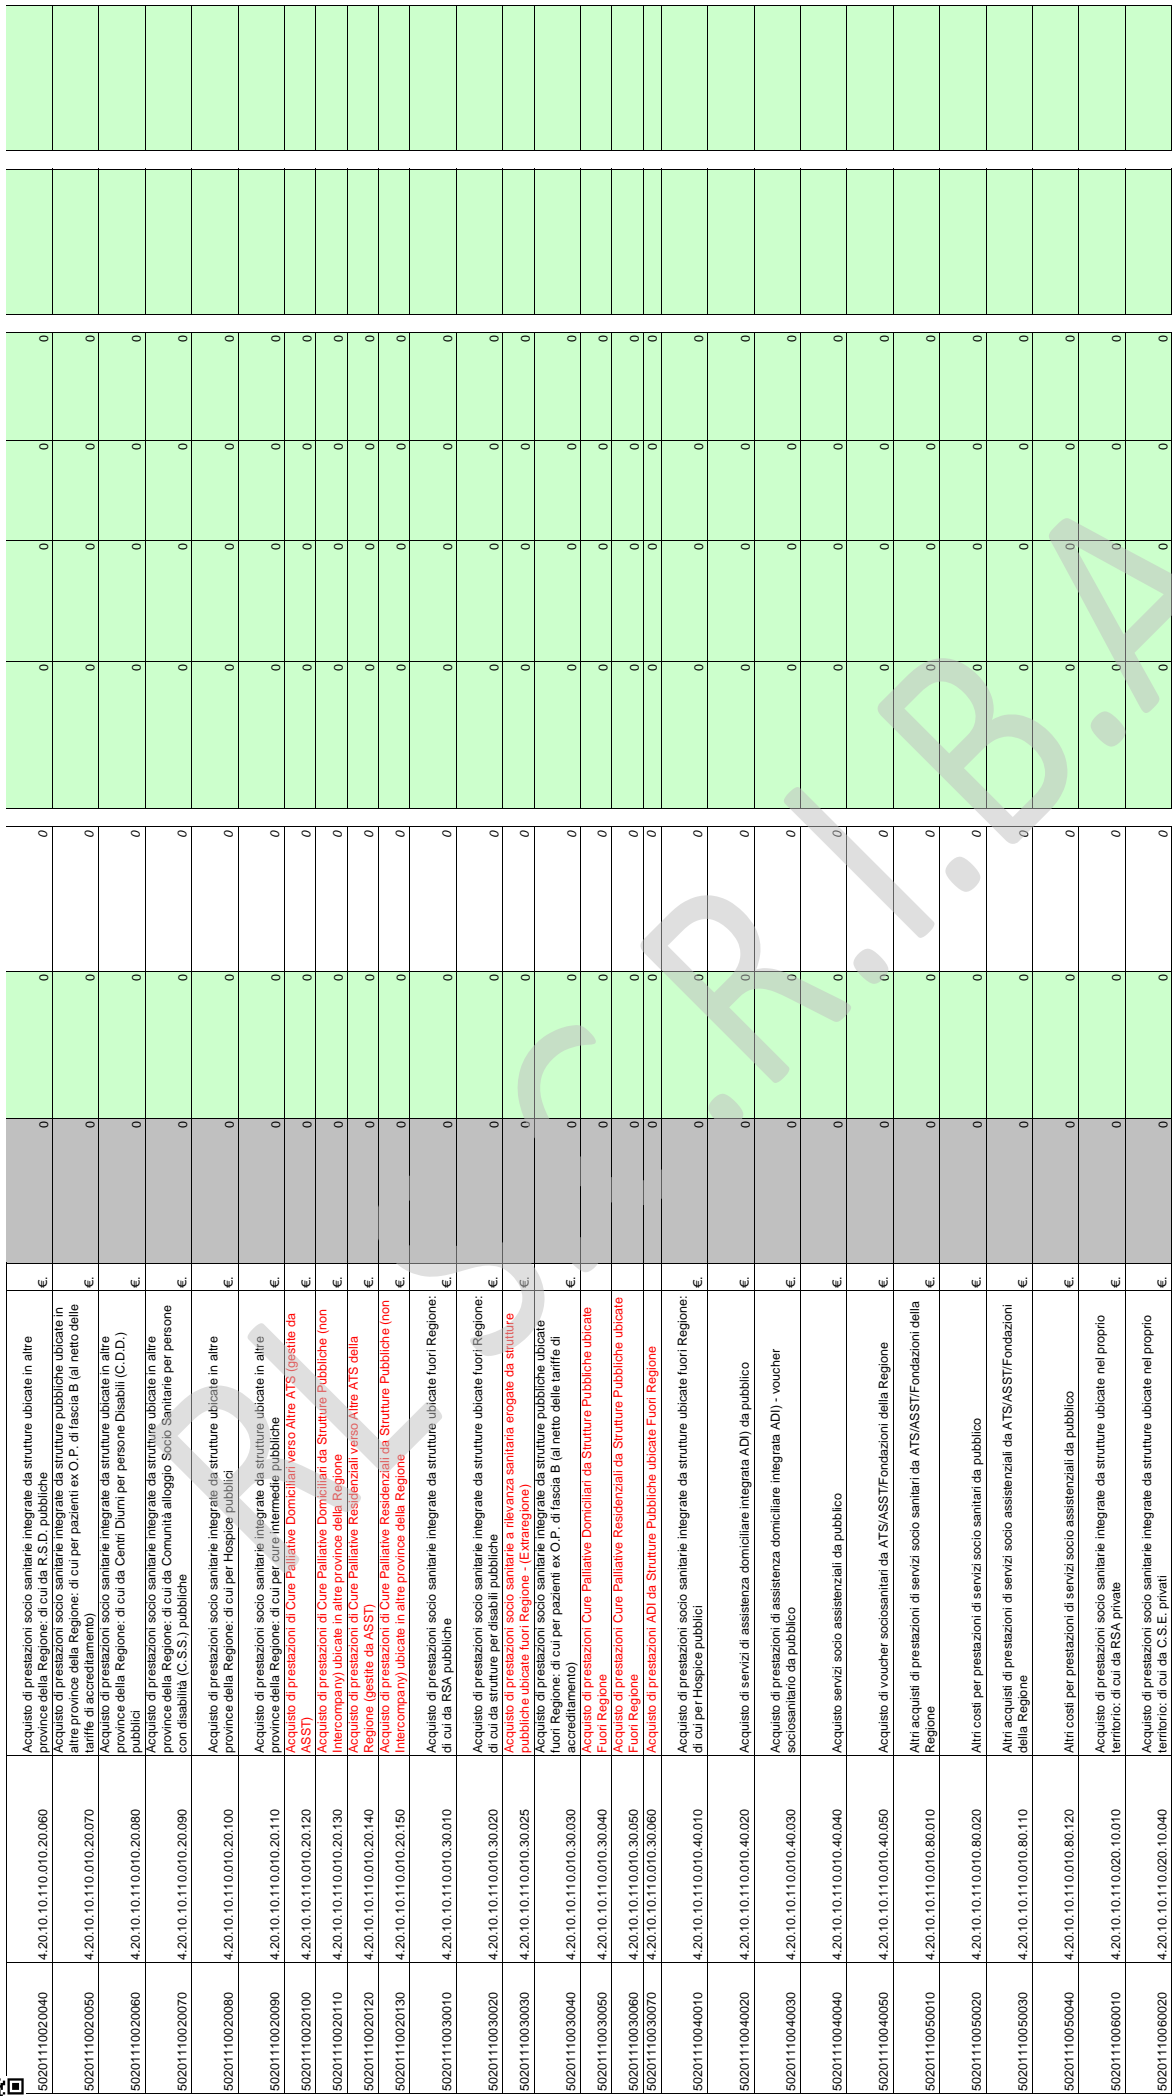 50201110020040 4.20.10.10.110.010.20.060 Acquisto di prestazioni socio sanitarie integrate da strutture ubicate in altre
province della Regione: di cui da R.S.D. pubbliche €. 0 0 0 0 0 0 0
50201110020050 4.20.10.10.110.010.20.070 Acquisto di prestazioni socio sanitarie integrate da strutture pubbliche ubicate in
altre province della Regione: di cui per pazienti ex O.P. di fascia B (al netto delle
tariffe di accreditamento) €. 0 0 0 0 0 0 0
50201110020060 4.20.10.10.110.010.20.080 Acquisto di prestazioni socio sanitarie integrate da strutture ubicate in altre
province della Regione: di cui da Centri Diurni per persone Disabili (C.D.D.)
pubblici €. 0 0 0 0 0 0 0
50201110020070 4.20.10.10.110.010.20.090 Acquisto di prestazioni socio sanitarie integrate da strutture ubicate in altre
province della Regione: di cui da Comunità alloggio Socio Sanitarie per persone
con disabilità (C.S.S.) pubbliche €. 0 0 0 0 0 0 0
50201110020080 4.20.10.10.110.010.20.100 Acquisto di prestazioni socio sanitarie integrate da strutture ubicate in altre
province della Regione: di cui per Hospice pubblici €. 0 0 0 0 0 0 0
50201110020090 4.20.10.10.110.010.20.110 Acquisto di prestazioni socio sanitarie integrate da strutture ubicate in altre
province della Regione: di cui per cure intermedie pubbliche €. 0 0 0 0 0 0 0
50201110020100 4.20.10.10.110.010.20.120 Acquisto di prestazioni di Cure Palliative Domiciliari verso Altre ATS (gestite da
ASST) €. 0 0 0 0 0 0 0
50201110020110 4.20.10.10.110.010.20.130 Acquisto di prestazioni di Cure Palliative Domiciliari da Strutture Pubbliche (non
Intercompany) ubicate in altre province della Regione €. 0 0 0 0 0 0 0
50201110020120 4.20.10.10.110.010.20.140 Acquisto di prestazioni di Cure Palliative Residenziali verso Altre ATS della
Regione (gestite da ASST) €. 0 0 0 0 0 0 0
50201110020130 4.20.10.10.110.010.20.150 Acquisto di prestazioni di Cure Palliative Residenziali da Strutture Pubbliche (non
Intercompany) ubicate in altre province della Regione €. 0 0 0 0 0 0 0
50201110030010 4.20.10.10.110.010.30.010 Acquisto di prestazioni socio sanitarie integrate da strutture ubicate fuori Regione:
di cui da RSA pubbliche €. 0 0 0 0 0 0 0
50201110030020 4.20.10.10.110.010.30.020 Acquisto di prestazioni socio sanitarie integrate da strutture ubicate fuori Regione:
di cui da strutture per disabili pubbliche €. 0 0 0 0 0 0 0
50201110030030 4.20.10.10.110.010.30.025 Acquisto di prestazioni socio sanitarie a rilevanza sanitaria erogate da strutture
pubbliche ubicate fuori Regione - (Extraregione) €. 0 0 0 0 0 0 0
50201110030040 4.20.10.10.110.010.30.030 Acquisto di prestazioni socio sanitarie integrate da strutture pubbliche ubicate
fuori Regione: di cui per pazienti ex O.P. di fascia B (al netto delle tariffe di
accreditamento) €. 0 0 0 0 0 0 0
50201110030050 4.20.10.10.110.010.30.040 Acquisto di prestazioni Cure Palliative Domiciliari da Strutture Pubbliche ubicate
Fuori Regione 0 0 0 0 0 0 0
50201110030060 4.20.10.10.110.010.30.050 Acquisto di prestazioni Cure Palliative Residenziali da Strutture Pubbliche ubicate
Fuori Regione 0 0 0 0 0 0 0
50201110030070 4.20.10.10.110.010.30.060 Acquisto di prestazioni ADI da Strutture Pubbliche ubicate Fuori Regione 0 0 0 0 0 0 0
50201110040010 4.20.10.10.110.010.40.010 Acquisto di prestazioni socio sanitarie integrate da strutture ubicate fuori Regione:
di cui per Hospice pubblici €. 0 0 0 0 0 0 0
50201110040020 4.20.10.10.110.010.40.020 Acquisto di servizi di assistenza domiciliare integrata ADI) da pubblico €. 0 0 0 0 0 0 0
50201110040030 4.20.10.10.110.010.40.030 Acquisto di prestazioni di assistenza domiciliare integrata ADI) - voucher
sociosanitario da pubblico €. 0 0 0 0 0 0 0
50201110040040 4.20.10.10.110.010.40.040 Acquisto servizi socio assistenziali da pubblico €. 0 0 0 0 0 0 0
50201110040050 4.20.10.10.110.010.40.050 Acquisto di voucher sociosanitari da ATS/ASST/Fondazioni della Regione €. 0 0 0 0 0 0 0
50201110050010 4.20.10.10.110.010.80.010 Altri acquisti di prestazioni di servizi socio sanitari da ATS/ASST/Fondazioni della
Regione €. 0 0 0 0 0 0 0
50201110050020 4.20.10.10.110.010.80.020 Altri costi per prestazioni di servizi socio sanitari da pubblico €. 0 0 0 0 0 0 0
50201110050030 4.20.10.10.110.010.80.110 Altri acquisti di prestazioni di servizi socio assistenziali da ATS/ASST/Fondazioni
della Regione €. 0 0 0 0 0 0 0
50201110050040 4.20.10.10.110.010.80.120 Altri costi per prestazioni di servizi socio assistenziali da pubblico €. 0 0 0 0 0 0 0
50201110060010 4.20.10.10.110.020.10.010 Acquisto di prestazioni socio sanitarie integrate da strutture ubicate nel proprio
territorio: di cui da RSA private €. 0 0 0 0 0 0 0
50201110060020 4.20.10.10.110.020.10.040 Acquisto di prestazioni socio sanitarie integrate da strutture ubicate nel proprio
territorio: di cui da C.S.E. privati €. 0 0 0 0 0 0 0
RL S.C.R.I.B.A